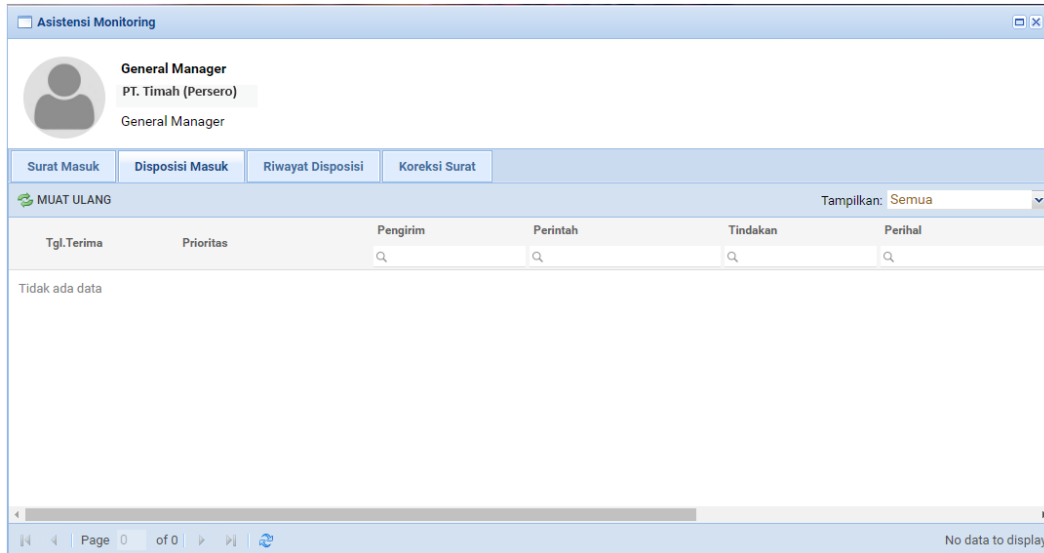 Asistensi Monitoring
General Manager
PT. Timah (Persero)
General Manager
Surat Masuk Disposisi Masuk Riwayat Disposisi Koreksi Surat
MUAT ULANG Tampilkan: Semua
Tgl.Terima Prioritas Pengirim Perintah Tindakan Perihal
Tidak ada data
Page 0 of 0 No data to display